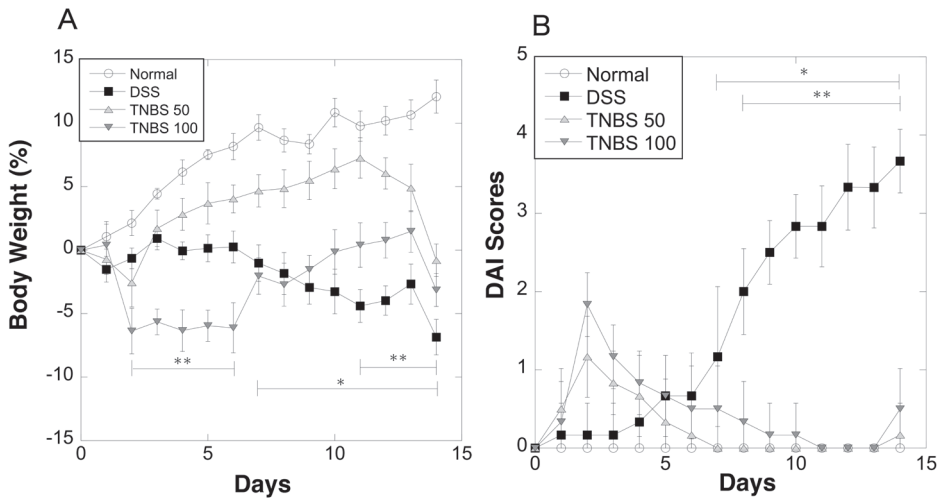 A
15
10
5
0
-5
-10
-15
Body Weight (%)
Normal
DSS
TNBS 50
TNBS 100
**
**
*
0
5
10
15
Days
B
5
4
3
2
1
0
DAI Scores
Normal
DSS
TNBS 50
TNBS 100
*
**
0
5
10
15
Days